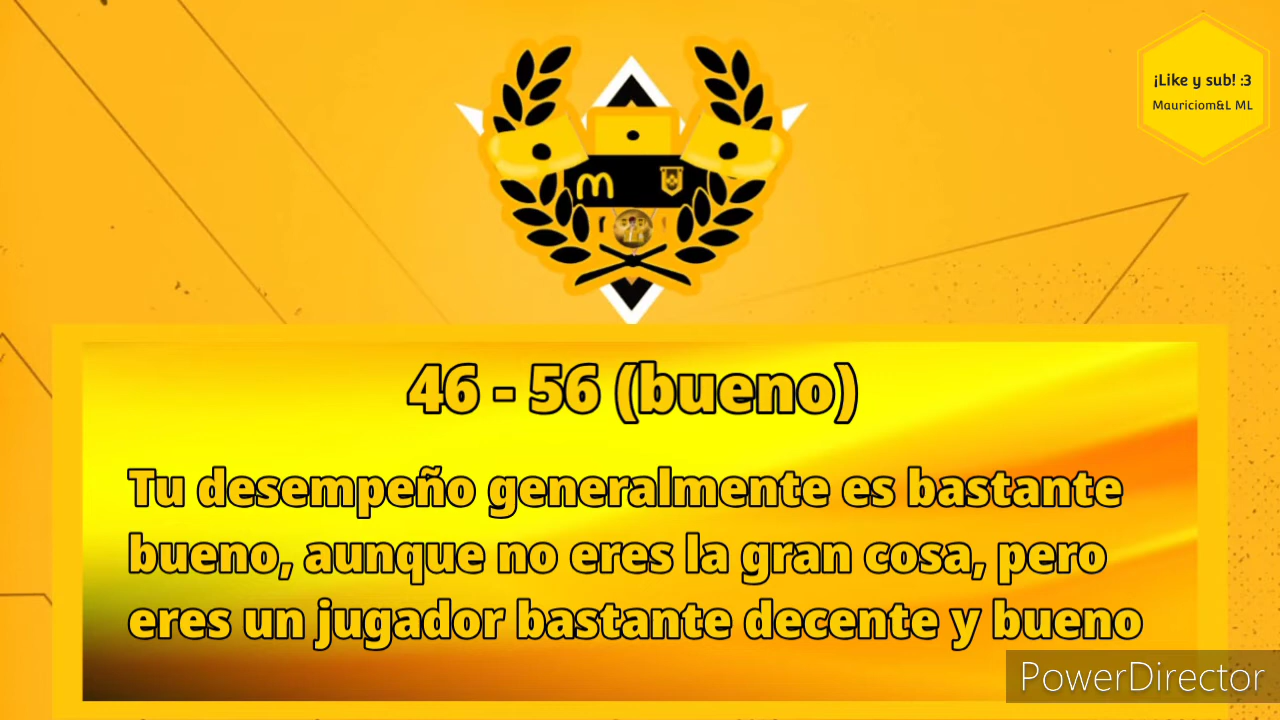 ¡Like y sub! :3
Mauriciom&L ML
m
46 - 56 (bueno)
Tu desempeño generalmente es bastante
bueno, aunque no eres la gran cosa, pero
eres un jugador bastante decente y bueno
PowerDirector